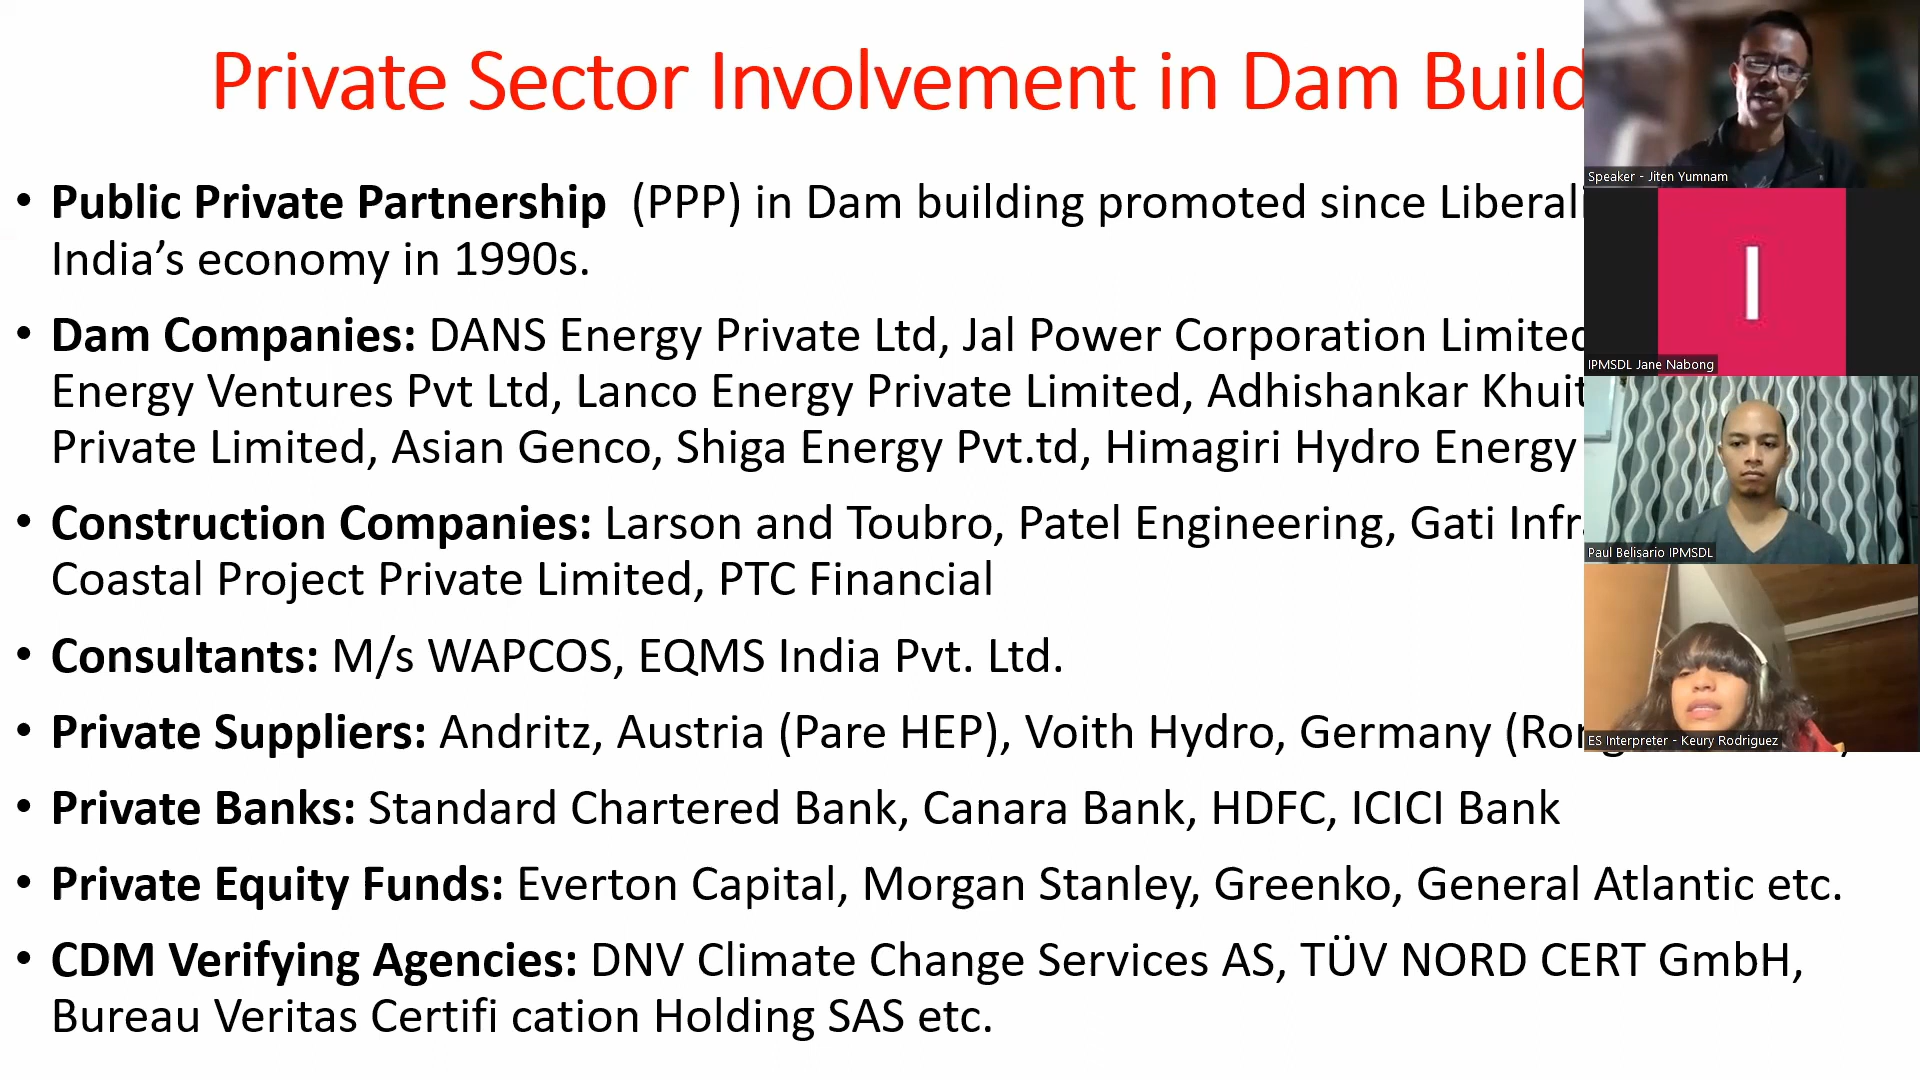 Private Sector Involvement in Dam Build
• Public Private Partnership (PPP) in Dam building promoted since
India’s economy in 1990s.
• Dam Companies: DANS Energy Private Ltd, Jal Power Corporation Limited
Energy Ventures Pvt Ltd, Lanco Energy Private Limited, Adhishankar
Private Limited, Asian Genco, Shiga Energy Pvt.td, Himagiri Hydro Energy
• Construction Companies: Larson and Toubro, Patel Engineering, Gati
Coastal Project Private Limited, PTC Financial
• Consultants: M/s WAPCOS, EQMS India Pvt. Ltd.
• Private Suppliers: Andritz, Austria (Pare HEP), Voith Hydro, Germany
• Private Banks: Standard Chartered Bank, Canara Bank, HDFC, ICICI Bank
• Private Equity Funds: Everton Capital, Morgan Stanley, Greenko, General Atlantic etc.
• CDM Verifying Agencies: DNV Climate Change Services AS, TÜV NORD CERT GmbH,
Bureau Veritas Certifi cation Holding SAS etc.
Speaker - Jiten Yumnam
I
IPMSDL Jane Nabong
Paul Belisario IPMSDL
ES Interpreter - Keury Rodriguez